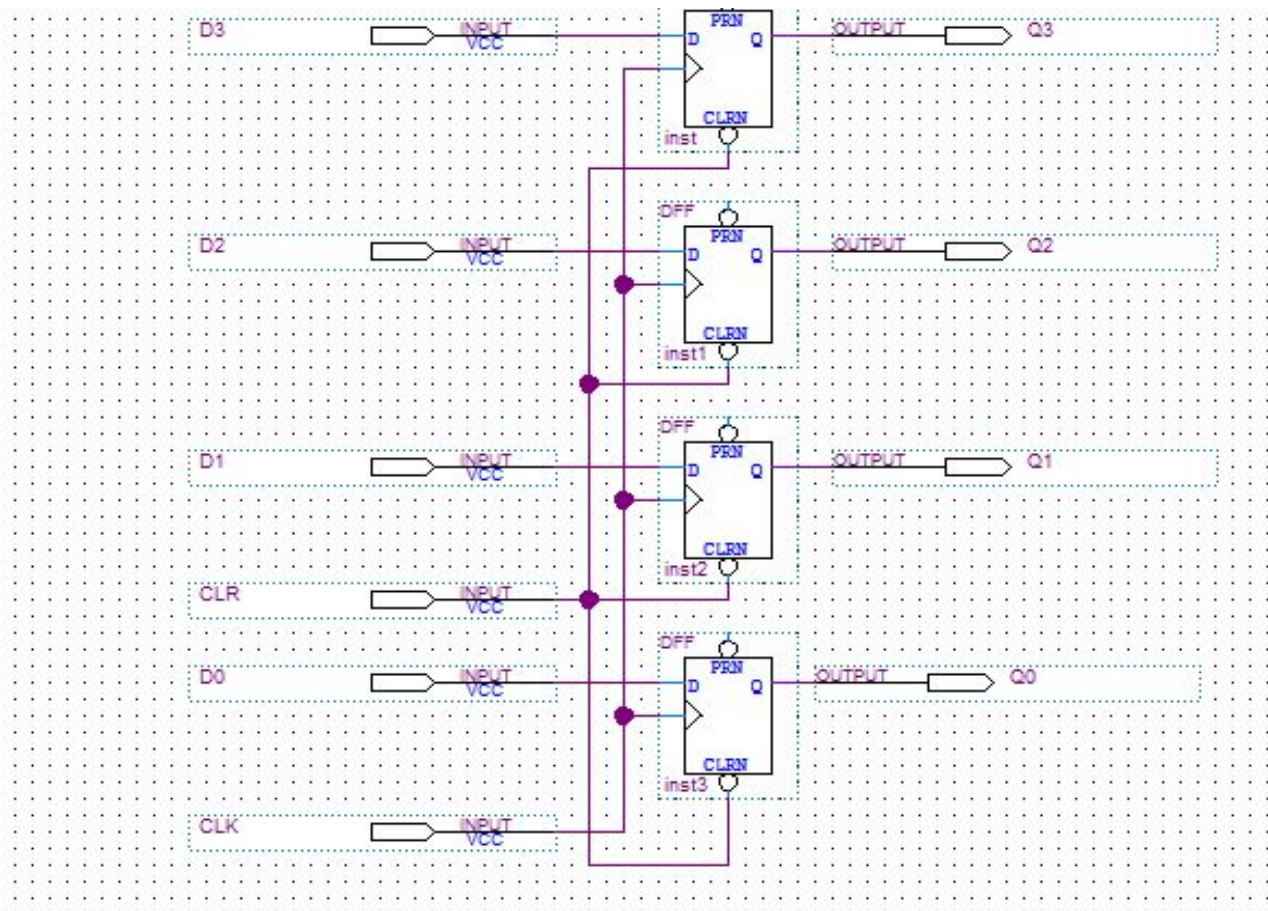 D3 INPUT VCC PRN D Q OUTPUT Q3
CLRN
inst
DFF
D2 INPUT VCC PRN D Q OUTPUT Q2
CLRN
inst1
DFF
D1 INPUT VCC PRN D Q OUTPUT Q1
CLRN
inst2
CLR INPUT VCC
DFF
D0 INPUT VCC PRN D Q OUTPUT Q0
CLRN
inst3
CLK INPUT VCC